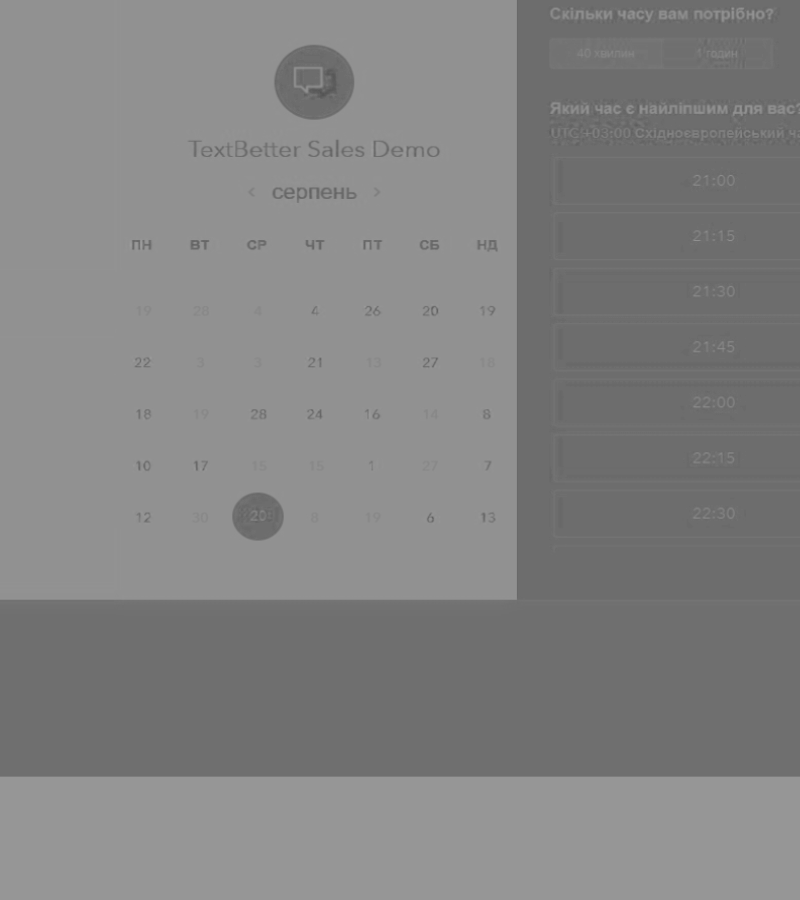 TextBetter Sales Demo
серпень
ПН ВТ СР ЧТ ПТ СБ НД
19 28 4 4 26 20 19
22 3 3 21 13 27 18
18 19 28 24 16 14 8
10 17 15 15 1 27 7
12 30 20 8 19 6 13
Скільки часу вам потрібно?
40 хвилин 1 годин
Який час є найліпшим для вас?
UTC +03:00 Східноєвропейський
21:00
21:15
21:30
21:45
22:00
22:15
22:30